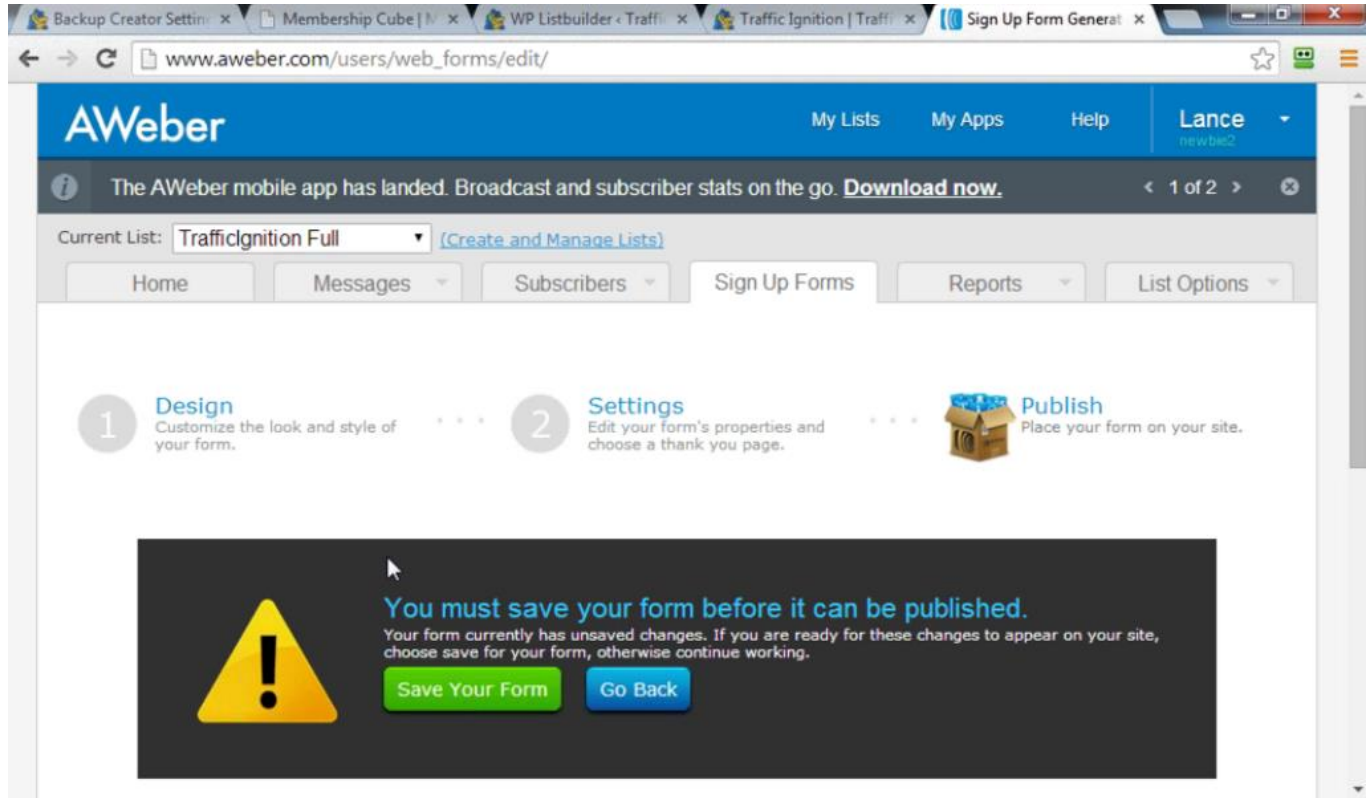 Backup Creator Settin
Membership Cube | M
WP Listbuilder ‹ Traffi
Traffic Ignition | Traffi
Sign Up Form Generat
www.aweber.com/users/web_forms/edit/
AWeber
My Lists
My Apps
Help
Lance
newbie2
The AWeber mobile app has landed. Broadcast and subscriber stats on the go. Download now.
< 1 of 2 >
Current List: TrafficIgnition Full (Create and Manage Lists)
Home
Messages
Subscribers
Sign Up Forms
Reports
List Options
1
Design
Customize the look and style of
your form.
2
Settings
Edit your form's properties and
choose a thank you page.
Publish
Place your form on your site.
You must save your form before it can be published.
Your form currently has unsaved changes. If you are ready for these changes to appear on your site,
choose save for your form, otherwise continue working.
Save Your Form
Go Back